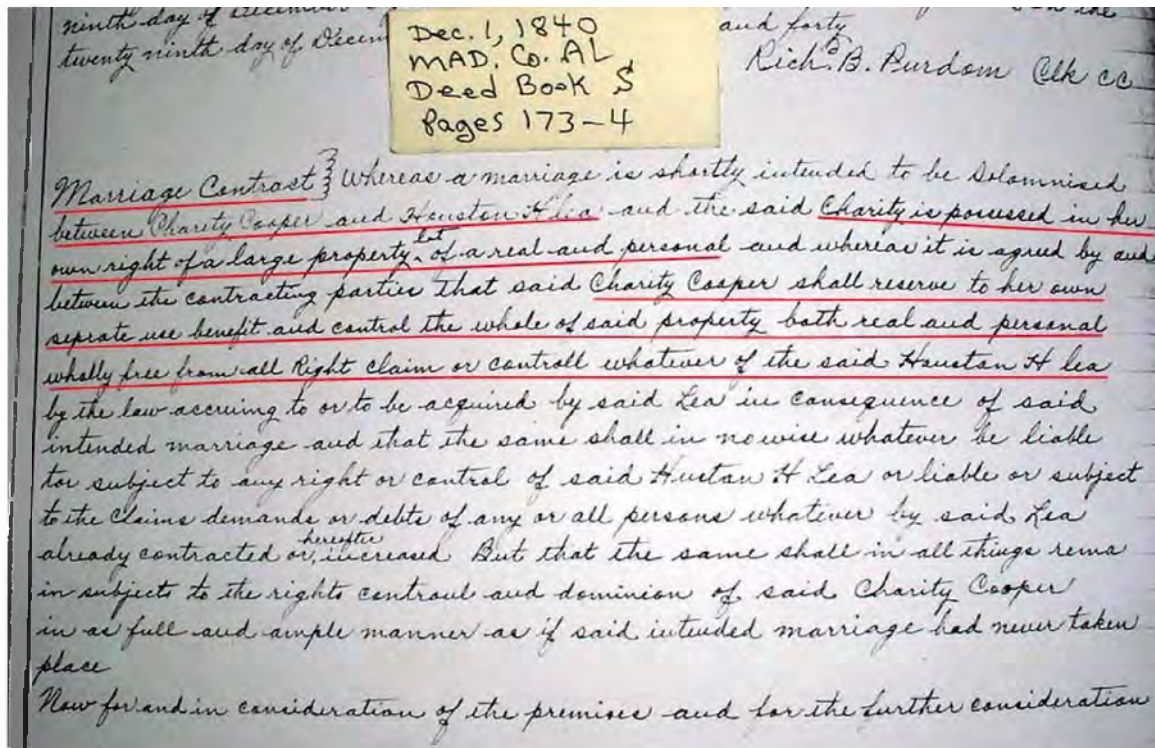 ninth day of December
twenty ninth day of Decem and forty
Rich.d B. Purdom Clk CC
Dec. 1, 1840
MAD. Co. AL
Deed Book S
Pages 173-4
Marriage Contrast } Whereas a marriage is shortly intended to be Solomnised
between Charity Cooper and Houston H lea and the said Charity is possessed in her
own right of a large property bot of a real and personal and whereas it is agreed by and
between the contracting parties that said Charity Cooper shall reserve to her own
seprate use benefit and control the whole of said property both real and personal
wholly free from all Right claim or controll whatever of the said Houston H lea
by the law accruing to or to be acquired by said Lea in consequence of said
intended marriage and that the same shall in nowise whatever be liable
tor subject to any right or control of said Hustan H Lea or liable or subject
to the Claims demands or debts of any or all persons whatever by said Lea
already contracted or hereafter increased But that the same shall in all things rema
in subjects to the rights controul and dominion of said Charity Cooper
in as full and ample manner as if said intended marriage had never taken
place
Now for and in consideration of the premises and for the further consideration